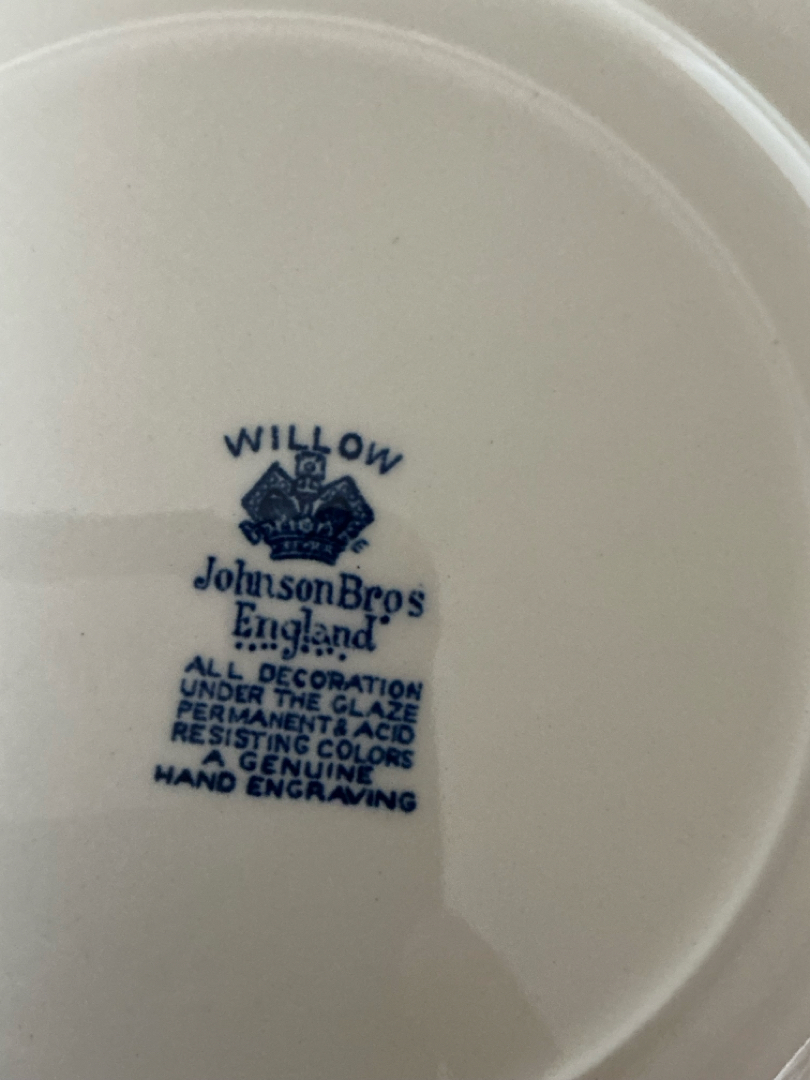 WILLOW
JohnsonBros
England
ALL DECORATION
UNDER THE GLAZE
PERMANENT & ACID
RESISTING COLORS
A GENUINE
HAND ENGRAVING